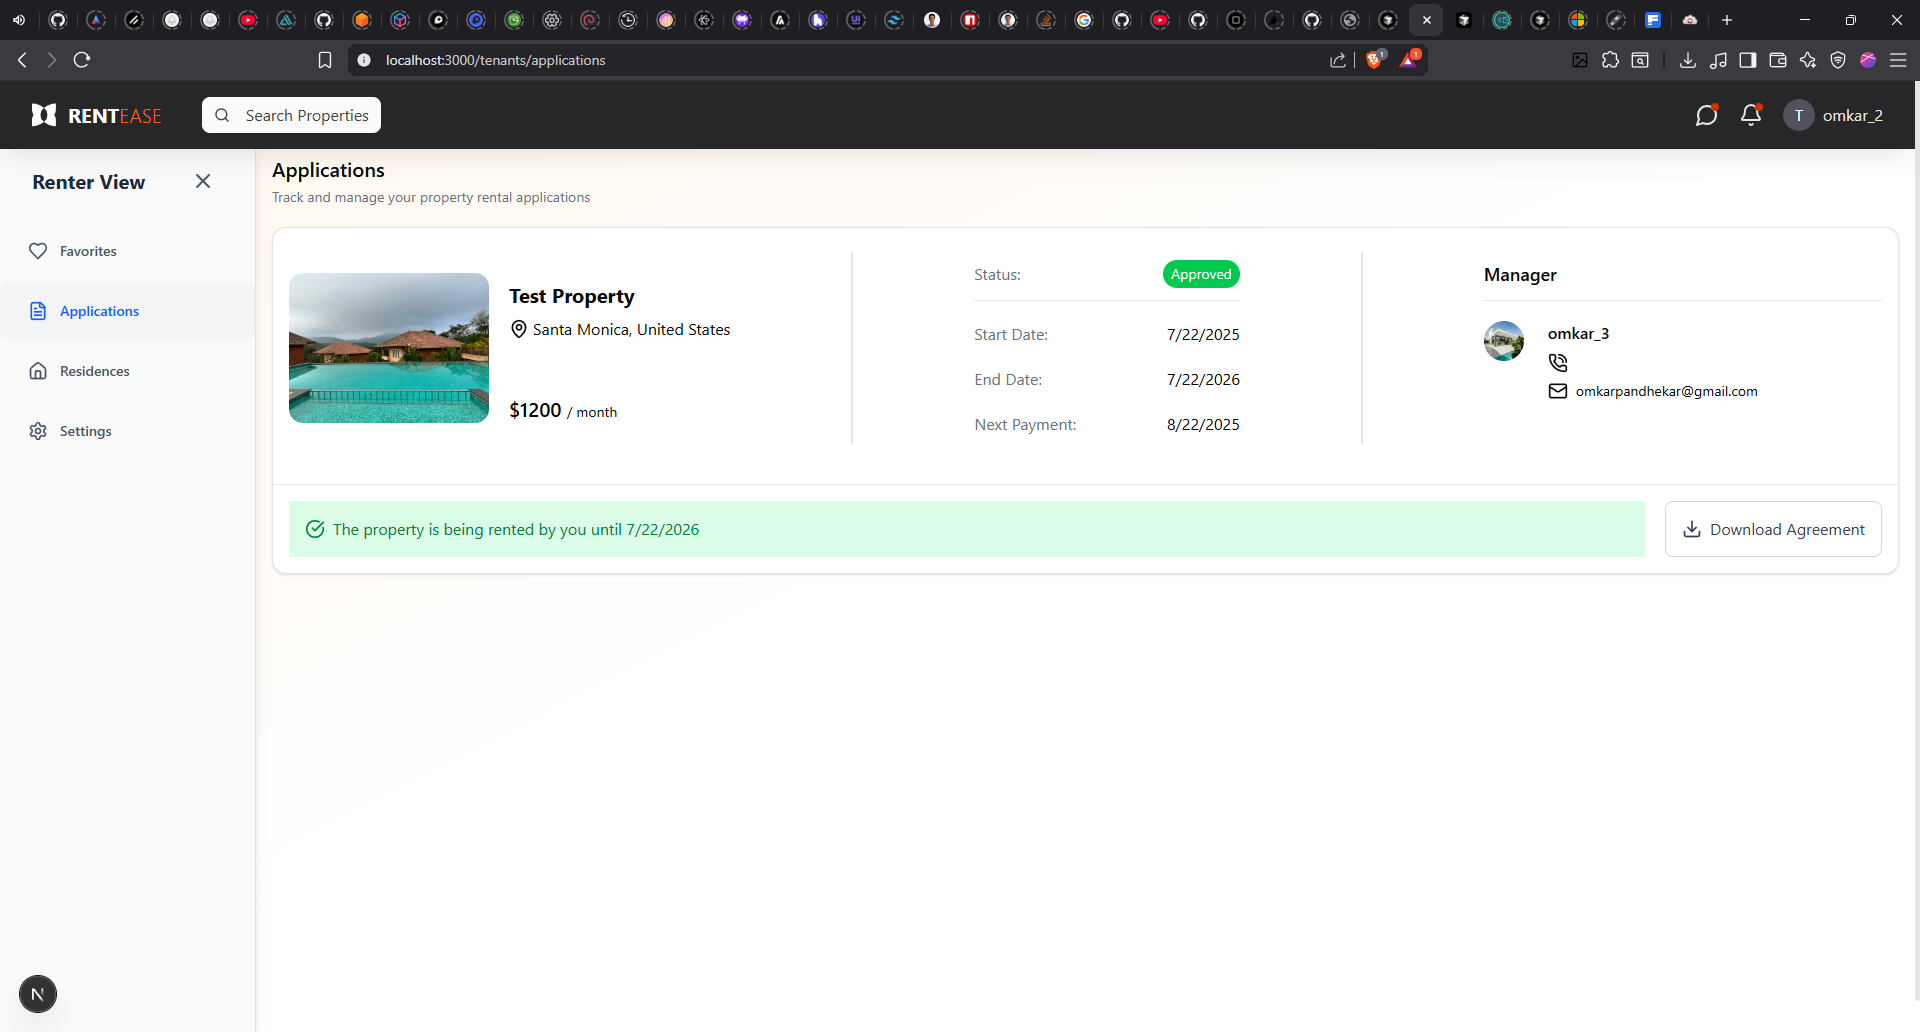 localhost:3000/tenants/applications
1
1
RENTEASE
Search Properties
T
omkar_2
Renter View
Favorites
Applications
Residences
Settings
Applications
Track and manage your property rental applications
Test Property
Santa Monica, United States
$1200 / month
Status: Approved
Start Date: 7/22/2025
End Date: 7/22/2026
Next Payment: 8/22/2025
Manager
omkar_3
omkarpandhekar@gmail.com
The property is being rented by you until 7/22/2026
Download Agreement
N